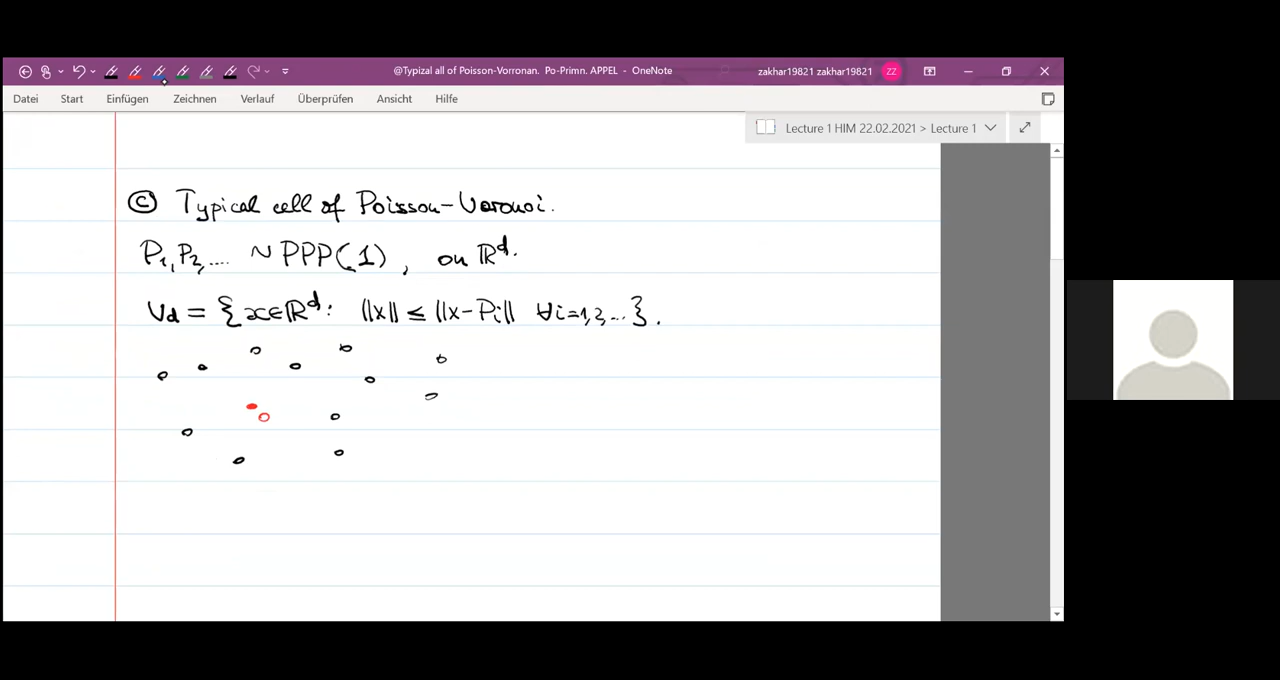 @Typizal all of Poisson-Vorronan. Po-Primn. APPEL - OneNote
zakhar19821 zakhar19821 ZZ
Datei Start Einfügen Zeichnen Verlauf Überprüfen Ansicht Hilfe
Lecture 1 HIM 22.02.2021 > Lecture 1
© Typical cell of Poisson-Voronoi.
P₁, P₂, .... ~ PPP(.1), on ℝᵈ.
V_d = {x∈ℝᵈ: ||x|| ≤ ||x-Pᵢ|| ∀i=1,2,...}.
0